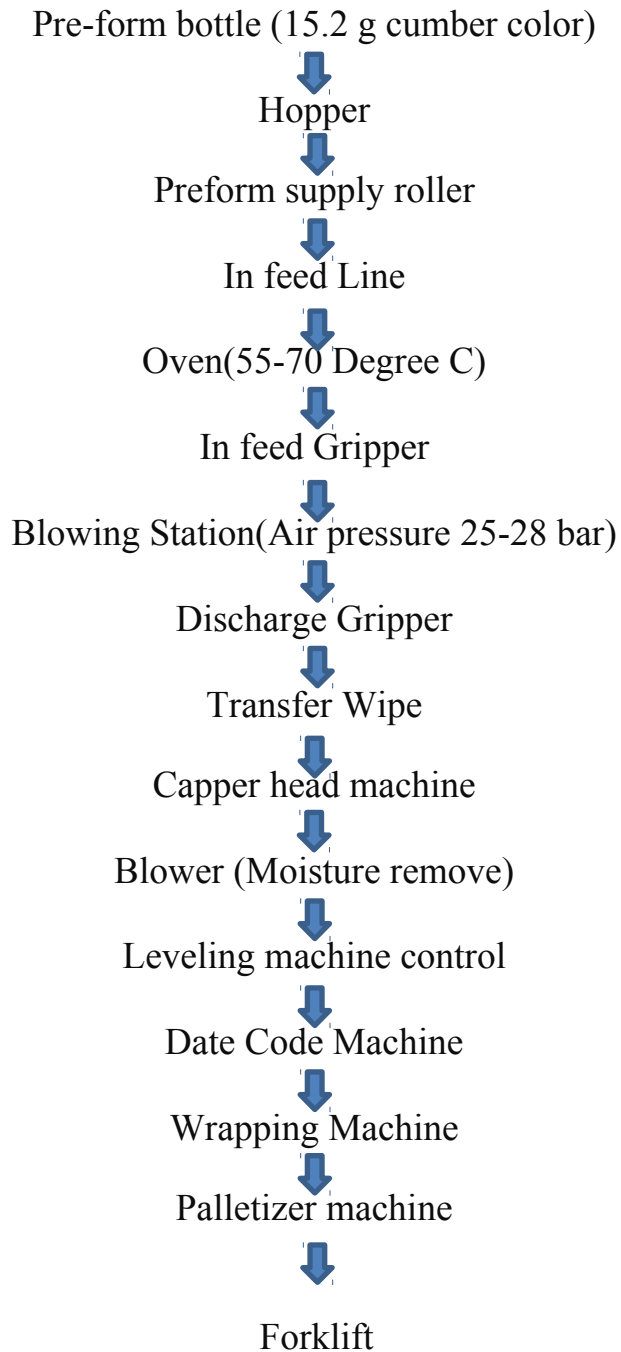 Pre-form bottle (15.2 g cumber color)
Hopper
Preform supply roller
In feed Line
Oven(55-70 Degree C)
In feed Gripper
Blowing Station(Air pressure 25-28 bar)
Discharge Gripper
Transfer Wipe
Capper head machine
Blower (Moisture remove)
Leveling machine control
Date Code Machine
Wrapping Machine
Palletizer machine
Forklift